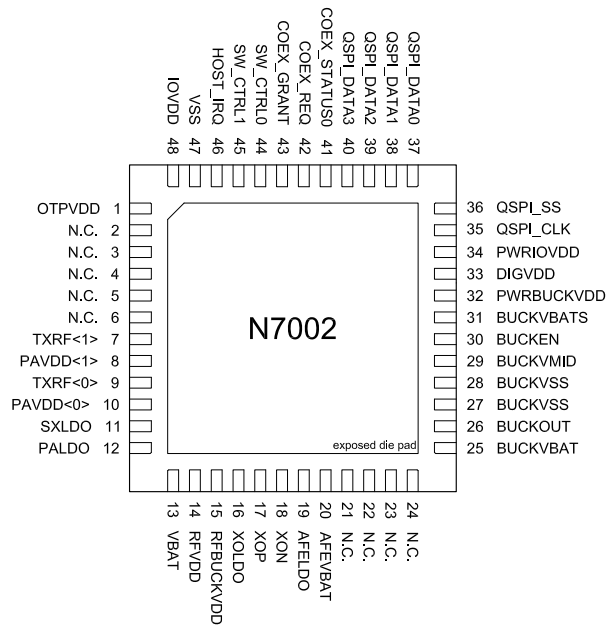 48 IOVDD
47 VSS
46 HOST_IRQ
45 SW_CTRL1
44 SW_CTRL0
43 COEX_GRANT
42 COEX_REQ
41 COEX_STATUS0
40 QSPI_DATA3
39 QSPI_DATA2
38 QSPI_DATA1
37 QSPI_DATA0
OTPVDD 1
N.C. 2
N.C. 3
N.C. 4
N.C. 5
N.C. 6
TXRF<1> 7
PAVDD<1> 8
TXRF<0> 9
PAVDD<0> 10
SXLDO 11
PALDO 12
N7002
exposed die pad
36 QSPI_SS
35 QSPI_CLK
34 PWRIOVDD
33 DIGVDD
32 PWRBUCKVDD
31 BUCKVBATS
30 BUCKEN
29 BUCKVMID
28 BUCKVSS
27 BUCKVSS
26 BUCKOUT
25 BUCKVBAT
13 VBAT
14 RFVDD
15 RFBUCKVDD
16 XOLDO
17 XOP
18 XON
19 AFELDO
20 AFEVBAT
21 N.C.
22 N.C.
23 N.C.
24 N.C.